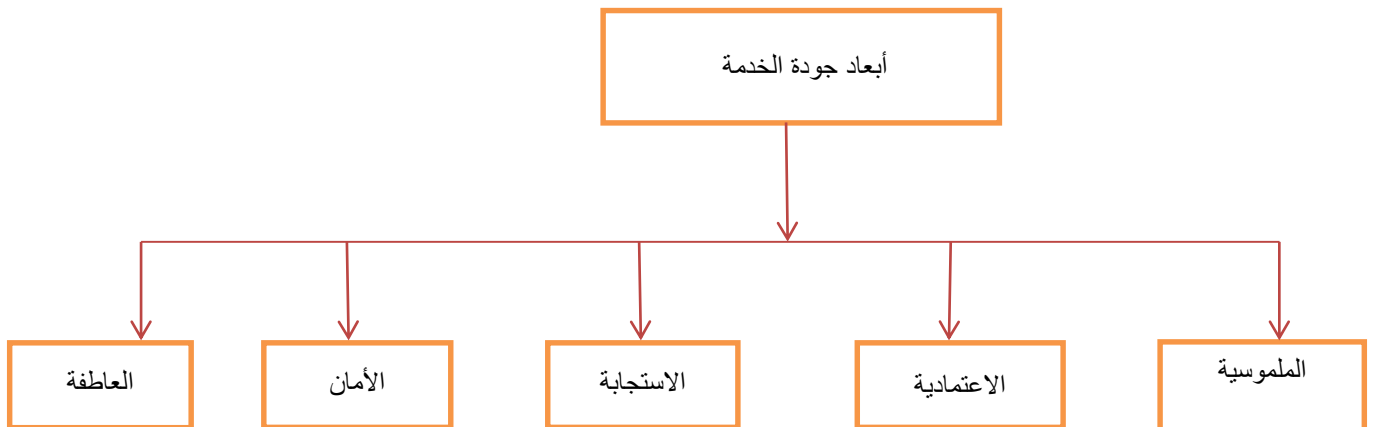 أبعاد جودة الخدمة
الملموسية
الاعتمادية
الاستجابة
الأمان
العاطفة